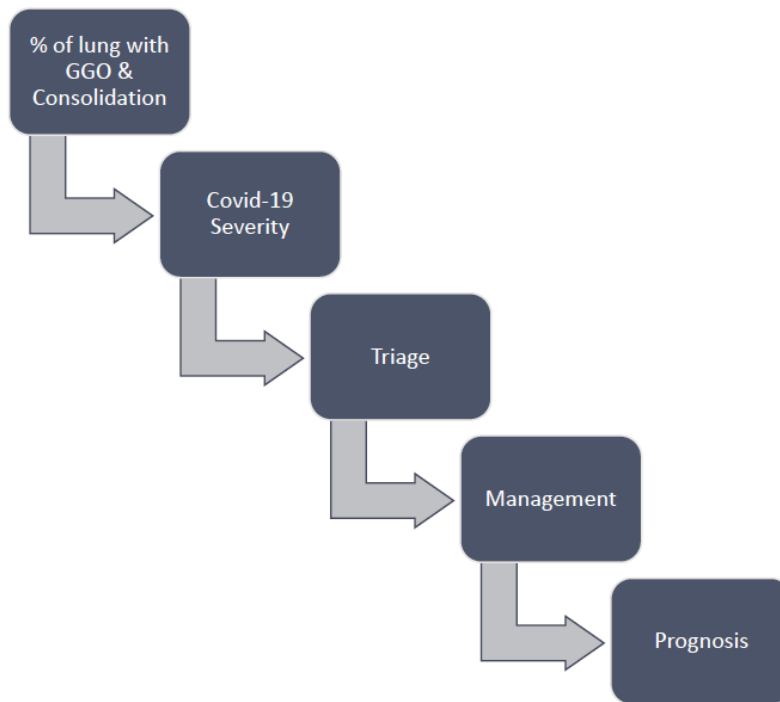 % of lung with
GGO &
Consolidation
Covid-19
Severity
Triage
Management
Prognosis